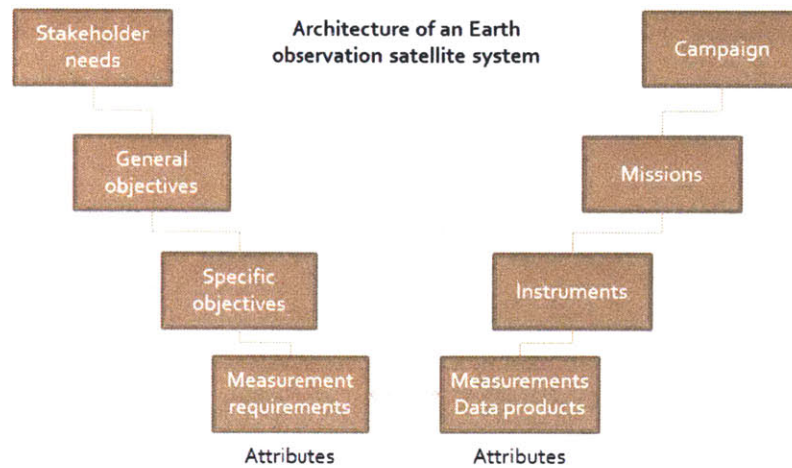 Architecture of an Earth
observation satellite system
Stakeholder
needs
General
objectives
Specific
objectives
Measurement
requirements
Attributes
Campaign
Missions
Instruments
Measurements
Data products
Attributes